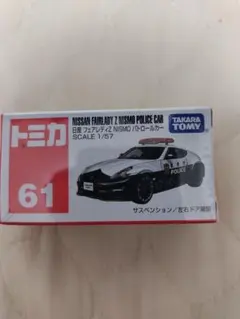 トミカ
61
NISSAN FAIRLADY Z NISMO POLICE CAR
日産 フェアレディZ NISMO パトロールカー
SCALE 1/57
TAKARA
TOMY
POLICE
サスペンション/左右ドア開閉